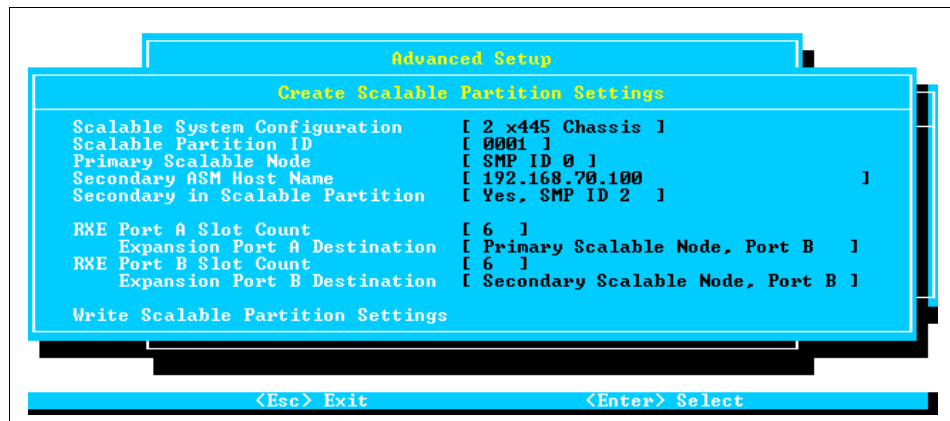 Advanced Setup
Create Scalable Partition Settings
Scalable System Configuration [ 2 x445 Chassis ]
Scalable Partition ID [ 0001 ]
Primary Scalable Node [ SMP ID 0 ]
Secondary ASM Host Name [ 192.168.70.100 ]
Secondary in Scalable Partition [ Yes, SMP ID 2 ]
RXE Port A Slot Count [ 6 ]
Expansion Port A Destination [ Primary Scalable Node, Port B ]
RXE Port B Slot Count [ 6 ]
Expansion Port B Destination [ Secondary Scalable Node, Port B ]
Write Scalable Partition Settings
<Esc> Exit <Enter> Select